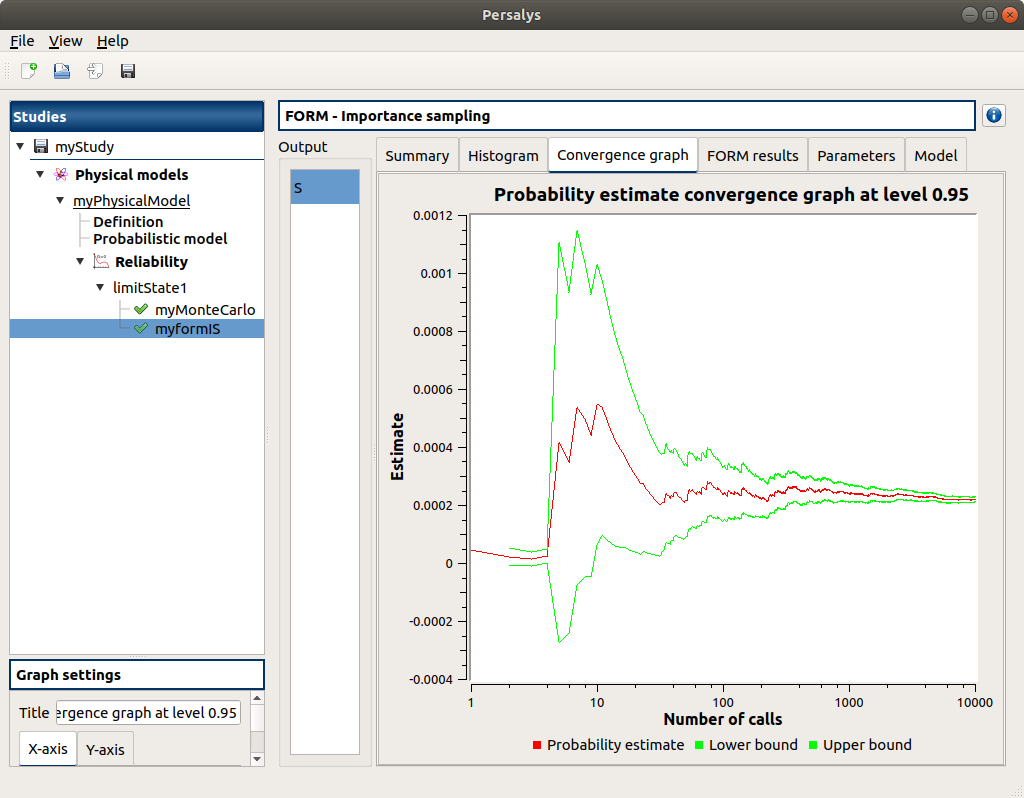 Persalys
File View Help
Studies
myStudy
Physical models
myPhysicalModel
Definition
Probabilistic model
Reliability
limitState1
myMonteCarlo
myformIS
Graph settings
Title ergence graph at level 0.95
X-axis Y-axis
FORM - Importance sampling
Output
S
Summary Histogram Convergence graph FORM results Parameters Model
Probability estimate convergence graph at level 0.95
Estimate
0.0012
0.001
0.0008
0.0006
0.0004
0.0002
0
-0.0002
-0.0004
1 10 100 1000 10000
Number of calls
Probability estimate Lower bound Upper bound